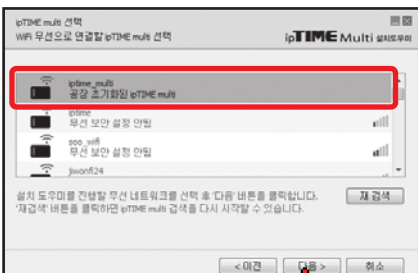 ipTIME multi 선택
WiFi 무선으로 연결할 ipTIME multi 선택
ipTIME Multi 설치도우미
iptime_multi
공장 초기화된 ipTIME multi
iptime
무선 보안 설정 안됨
soo_wifi
무선 보안 설정 안됨
jiwonfi24
설치 도우미를 진행할 무선 네트워크를 선택 후 '다음' 버튼을 클릭합니다.
'재검색' 버튼을 클릭하면 ipTIME multi 검색을 다시 시작할 수 있습니다.
재 검색
< 이전
다음 >
취소